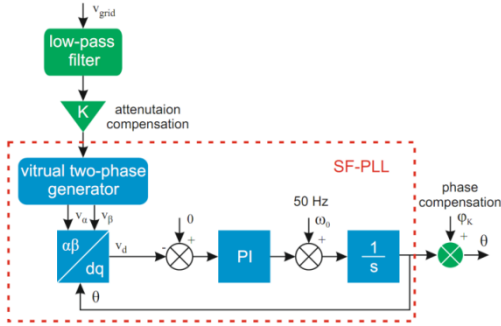 v_grid
low-pass
filter
K
attenutaion
compensation
SF-PLL
vitrual two-phase
generator
v_α v_β
50 Hz
phase
compensation
0
ω_0
φ_K
- +
+
+
αβ
dq
v_d
PI
1
s
θ
θ